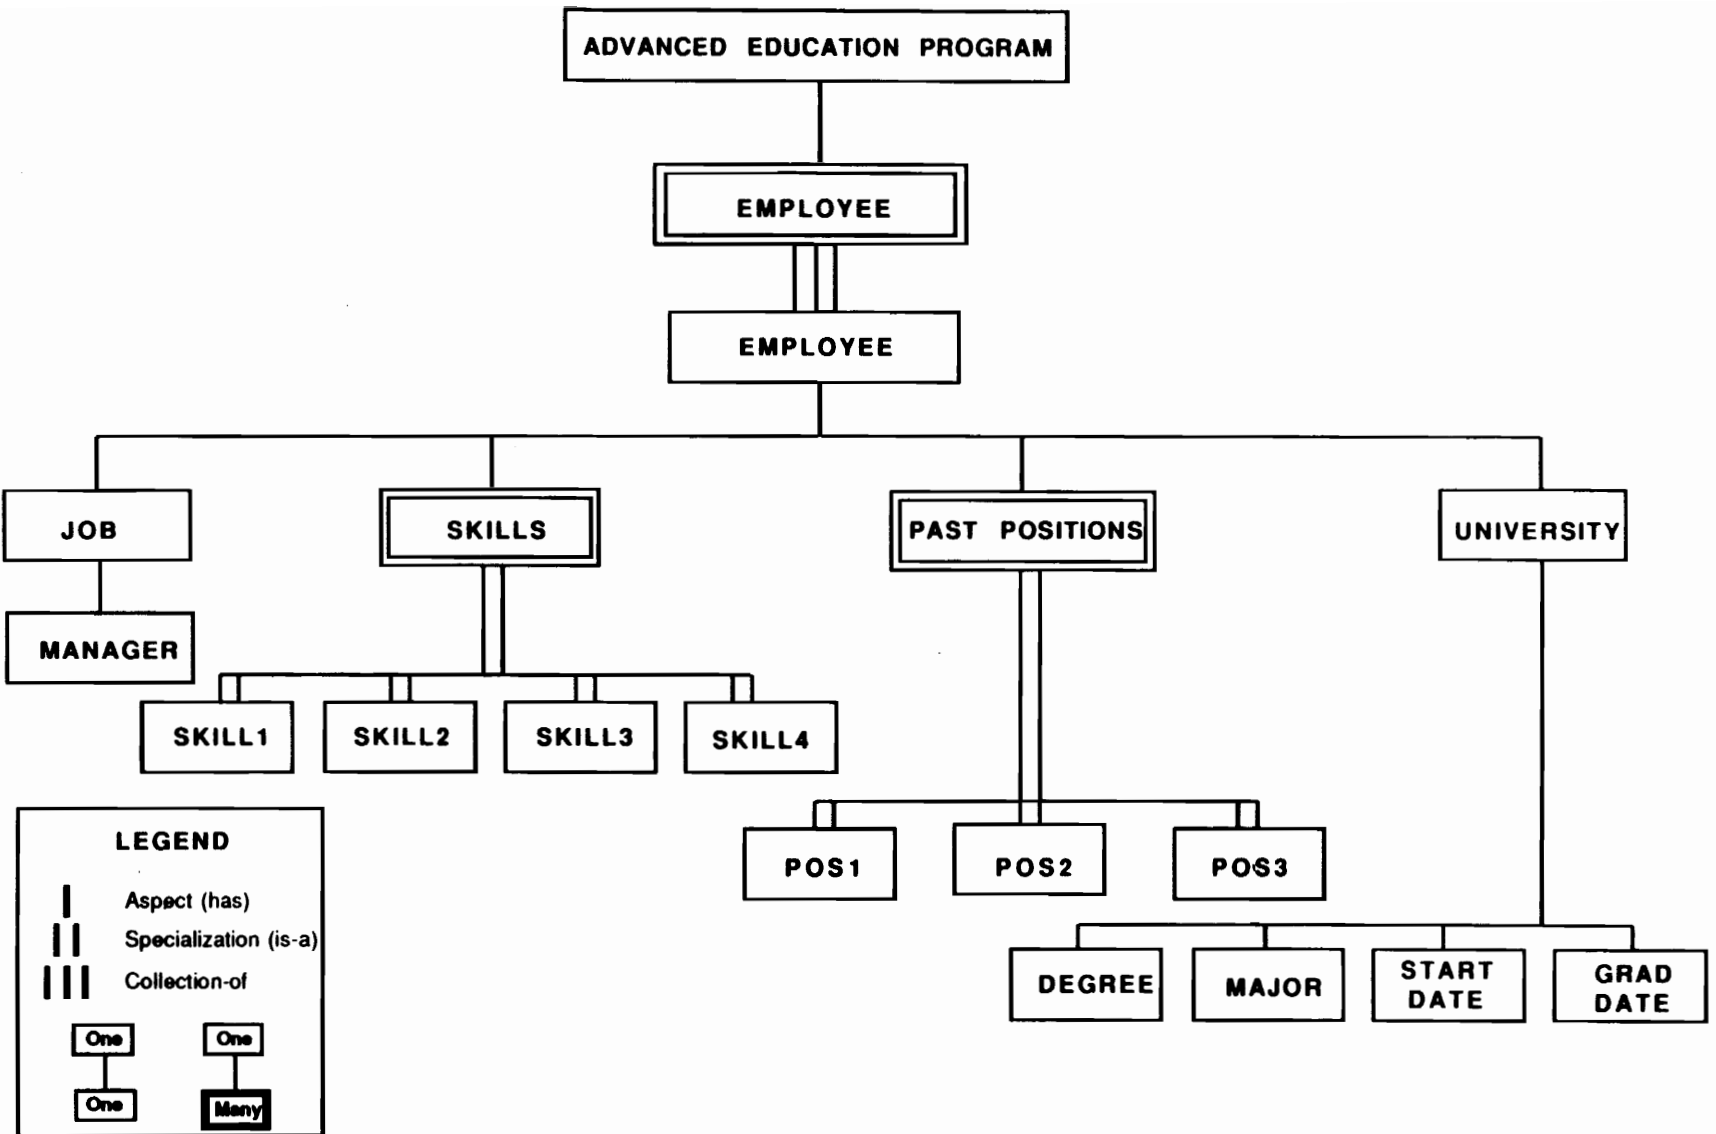 ADVANCED EDUCATION PROGRAM
EMPLOYEE
EMPLOYEE
JOB
SKILLS
PAST POSITIONS
UNIVERSITY
MANAGER
SKILL1
SKILL2
SKILL3
SKILL4
POS1
POS2
POS3
DEGREE
MAJOR
START
DATE
GRAD
DATE
LEGEND
Aspect (has)
Specialization (is-a)
Collection-of
One
One
One
Many